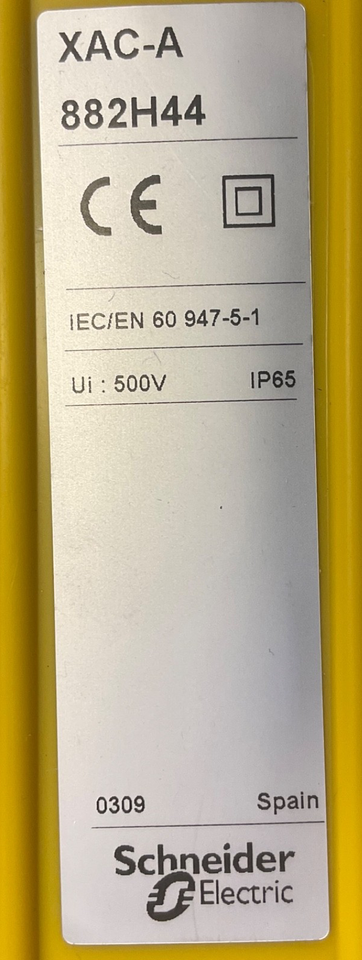 XAC-A
882H44
CE
IEC/EN 60 947-5-1
Ui : 500V IP65
0309 Spain
Schneider
Electric